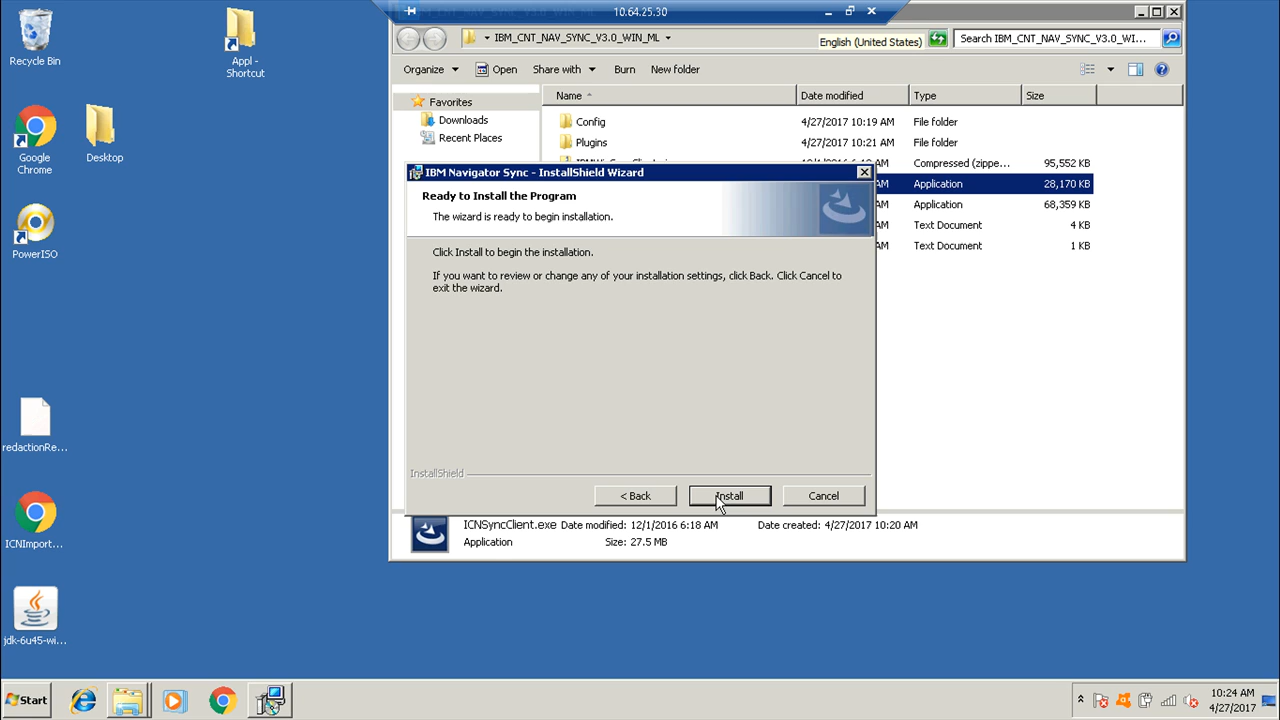 10.64.25.30
Recycle Bin
Appl -
Shortcut
Google
Chrome
Desktop
PowerISO
redactionRe...
ICNImport...
jdk-6u45-wi...
IBM_CNT_NAV_SYNC_V3.0_WIN_ML
English (United States)
Search IBM_CNT_NAV_SYNC_V3.0_WI...
Organize
Open
Share with
Burn
New folder
Favorites
Downloads
Recent Places
Name
Date modified
Type
Size
Config
4/27/2017 10:19 AM
File folder
Plugins
4/27/2017 10:21 AM
File folder
Compressed (zippe...
95,552 KB
AM
Application
28,170 KB
AM
Application
68,359 KB
AM
Text Document
4 KB
AM
Text Document
1 KB
IBM Navigator Sync - InstallShield Wizard
Ready to Install the Program
The wizard is ready to begin installation.
Click Install to begin the installation.
If you want to review or change any of your installation settings, click Back. Click Cancel to
exit the wizard.
InstallShield
< Back
Install
Cancel
ICNSyncClient.exe Date modified: 12/1/2016 6:18 AM
Date created: 4/27/2017 10:20 AM
Application
Size: 27.5 MB
Start
10:24 AM
4/27/2017